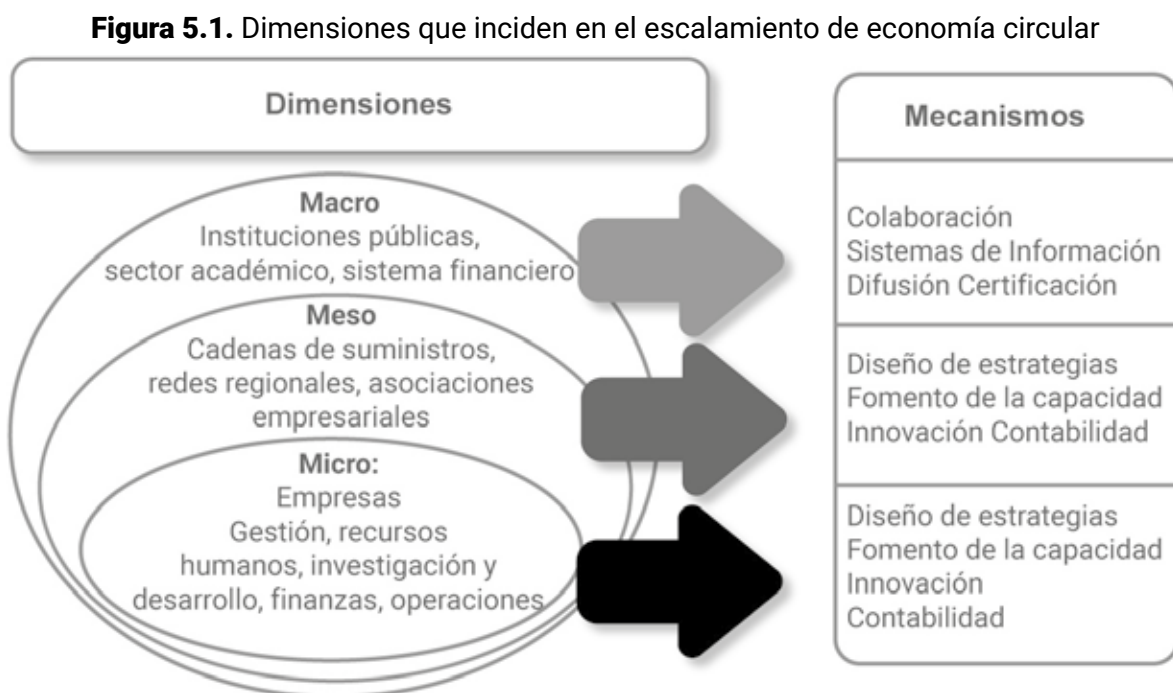 Figura 5.1. Dimensiones que inciden en el escalamiento de economía circular
Dimensiones
Macro
Instituciones públicas,
sector académico, sistema financiero
Meso
Cadenas de suministros,
redes regionales, asociaciones
empresariales
Micro:
Empresas
Gestión, recursos
humanos, investigación y
desarrollo, finanzas, operaciones
Mecanismos
Colaboración
Sistemas de Información
Difusión Certificación
Diseño de estrategias
Fomento de la capacidad
Innovación Contabilidad
Diseño de estrategias
Fomento de la capacidad
Innovación
Contabilidad